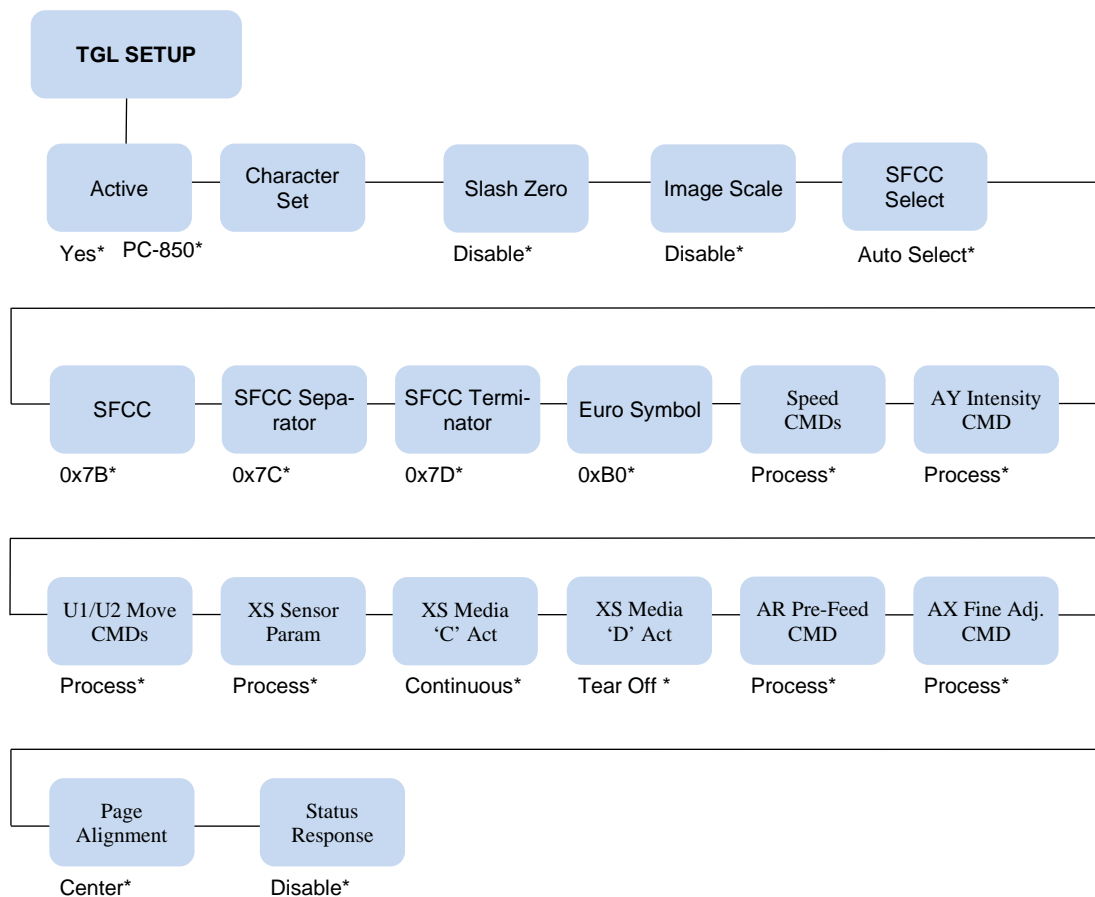 TGL SETUP
Active
Character
Set
Slash Zero
Image Scale
SFCC
Select
Yes* PC-850*
Disable*
Disable*
Auto Select*
SFCC
SFCC Sepa-
rator
SFCC Termi-
nator
Euro Symbol
Speed
CMDs
AY Intensity
CMD
0x7B*
0x7C*
0x7D*
0xB0*
Process*
Process*
U1/U2 Move
CMDs
XS Sensor
Param
XS Media
‘C’ Act
XS Media
‘D’ Act
AR Pre-Feed
CMD
AX Fine Adj.
CMD
Process*
Process*
Continuous*
Tear Off *
Process*
Process*
Page
Alignment
Status
Response
Center*
Disable*